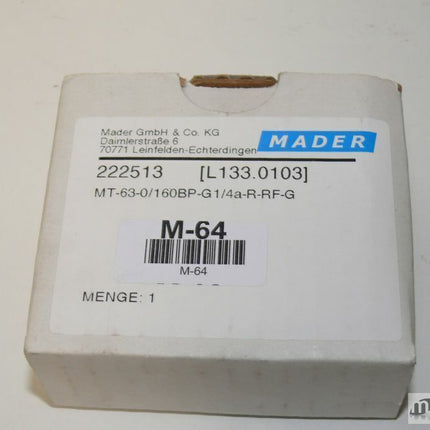 Mader GmbH & Co. KG
Daimlerstraße 6
70771 Leinfelden-Echterdingen
MADER
222513 [L133.0103]
MT-63-0/160BP-G1/4a-R-RF-G
M-64
M-64
MENGE: 1